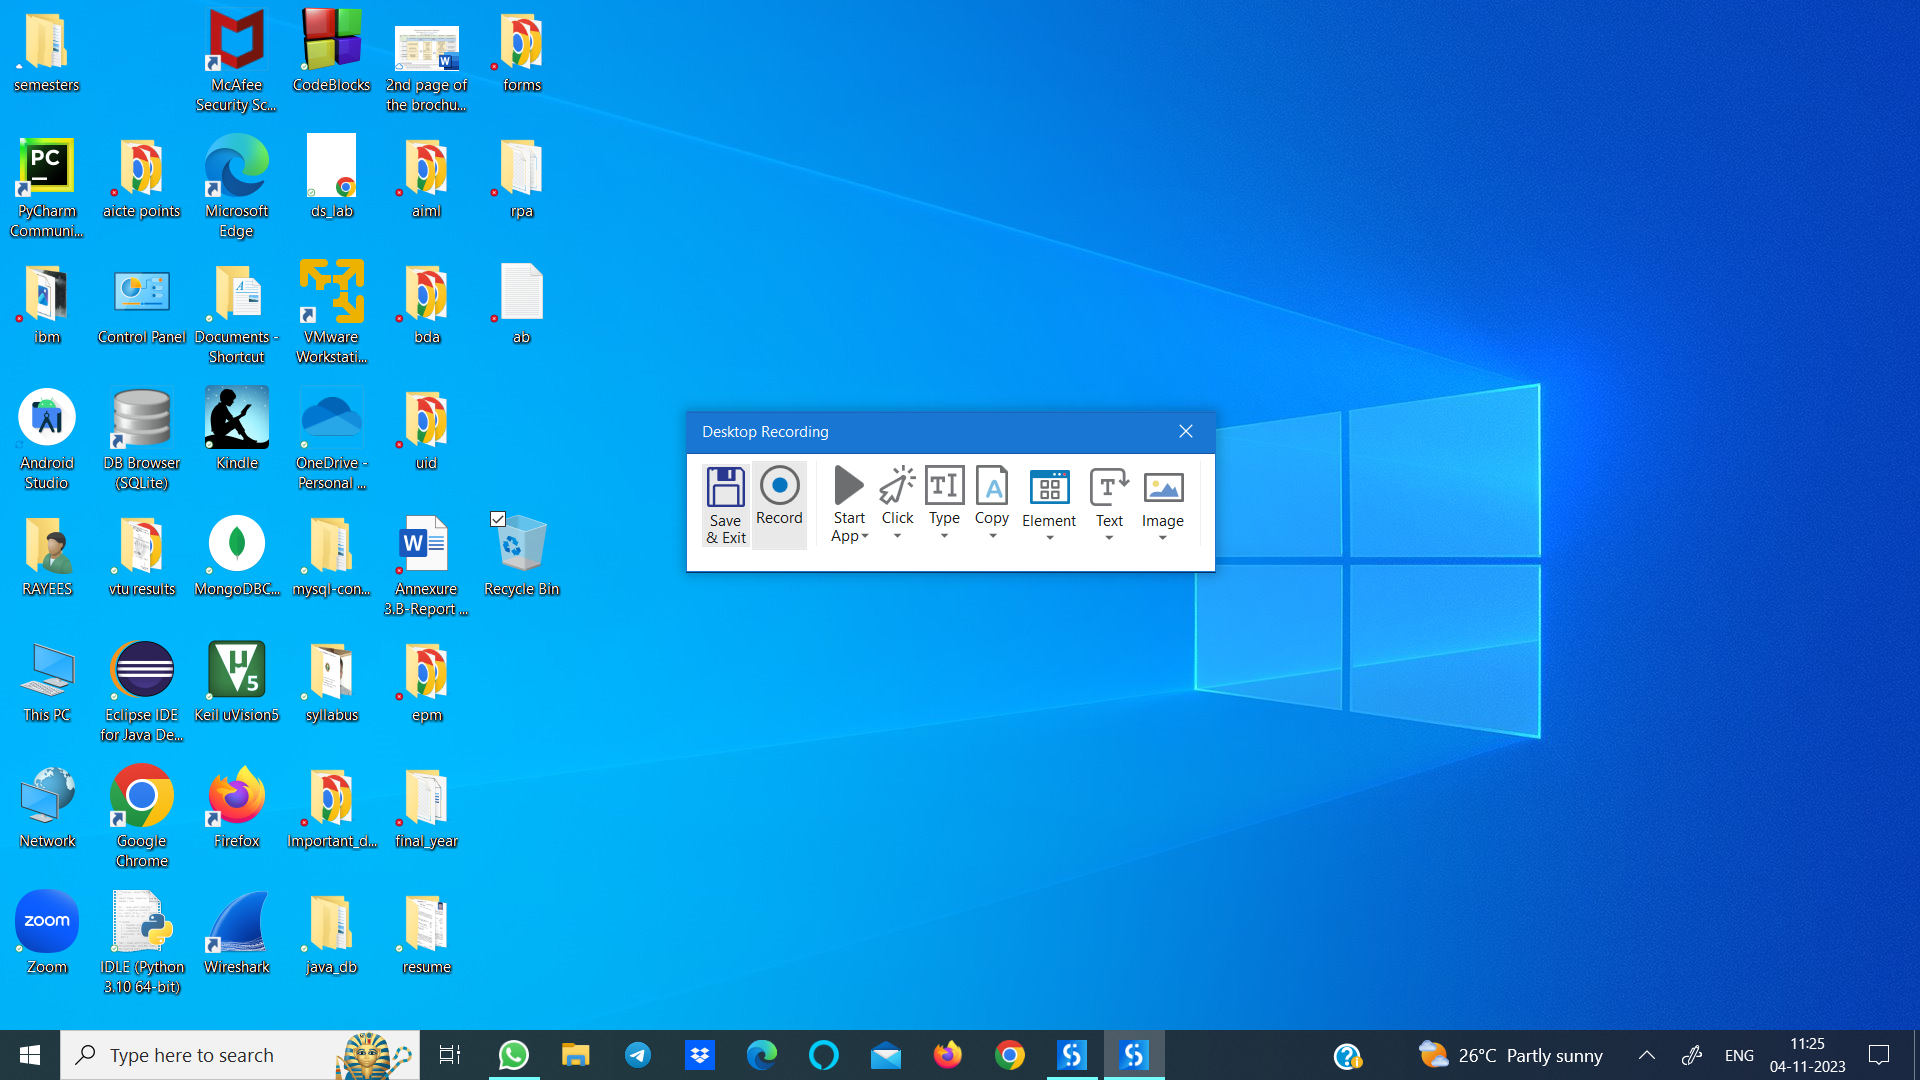 semesters
McAfee
Security Sc...
CodeBlocks
2nd page of
the brochu...
forms
PC
PyCharm
Communi...
aicte points
Microsoft
Edge
ds_lab
aiml
rpa
ibm
Control Panel
Documents -
Shortcut
VMware
Workstati...
bda
ab
Android
Studio
DB Browser
(SQLite)
Kindle
OneDrive -
Personal ...
uid
Desktop Recording
Save
& Exit
Record
Start
App
Click
Type
Copy
Element
Text
Image
RAYEES
vtu results
MongoDBC...
mysql-con...
Annexure
3.B-Report ...
Recycle Bin
This PC
Eclipse IDE
for Java De...
Keil uVision5
syllabus
epm
Network
Google
Chrome
Firefox
Important_d...
final_year
zoom
Zoom
IDLE (Python
3.10 64-bit)
Wireshark
java_db
resume
Type here to search
26°C Partly sunny
ENG
11:25
04-11-2023